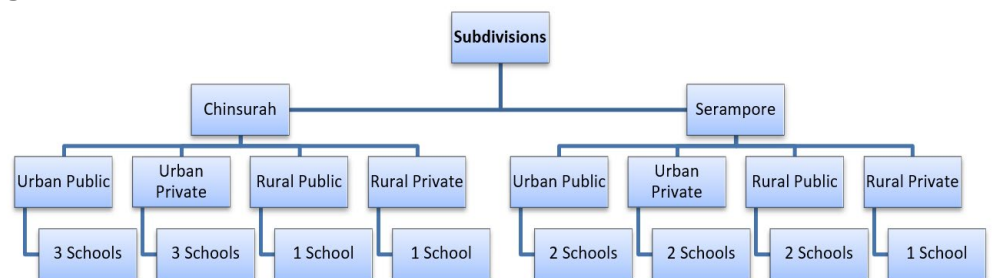 Subdivisions
Chinsurah
Serampore
Urban Public
Urban
Private
Rural Public
Rural Private
Urban Public
Urban
Private
Rural Public
Rural Private
3 Schools
3 Schools
1 School
1 School
2 Schools
2 Schools
2 Schools
1 School